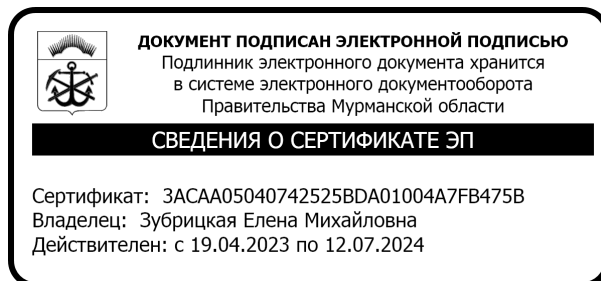 ДОКУМЕНТ ПОДПИСАН ЭЛЕКТРОННОЙ ПОДПИСЬЮ
Подлинник электронного документа хранится
в системе электронного документооборота
Правительства Мурманской области
СВЕДЕНИЯ О СЕРТИФИКАТЕ ЭП
Сертификат: 3ACAA05040742525BDA01004A7FB475B
Владелец: Зубрицкая Елена Михайловна
Действителен: с 19.04.2023 по 12.07.2024